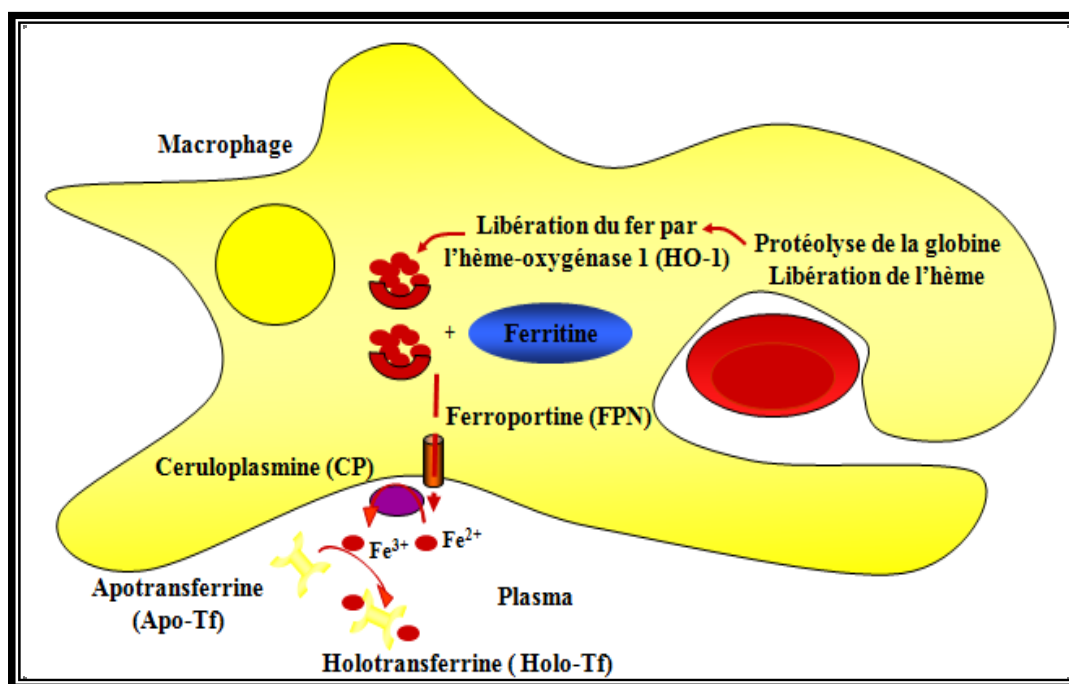 Macrophage
Libération du fer par
l'hème-oxygénase 1 (HO-1)
Protéolyse de la globine
Libération de l'hème
+
Ferritine
Ferroportine (FPN)
Ceruloplasmine (CP)
Fe³⁺
Fe²⁺
Apotransferrine
(Apo-Tf)
Plasma
Holotransferrine ( Holo-Tf)